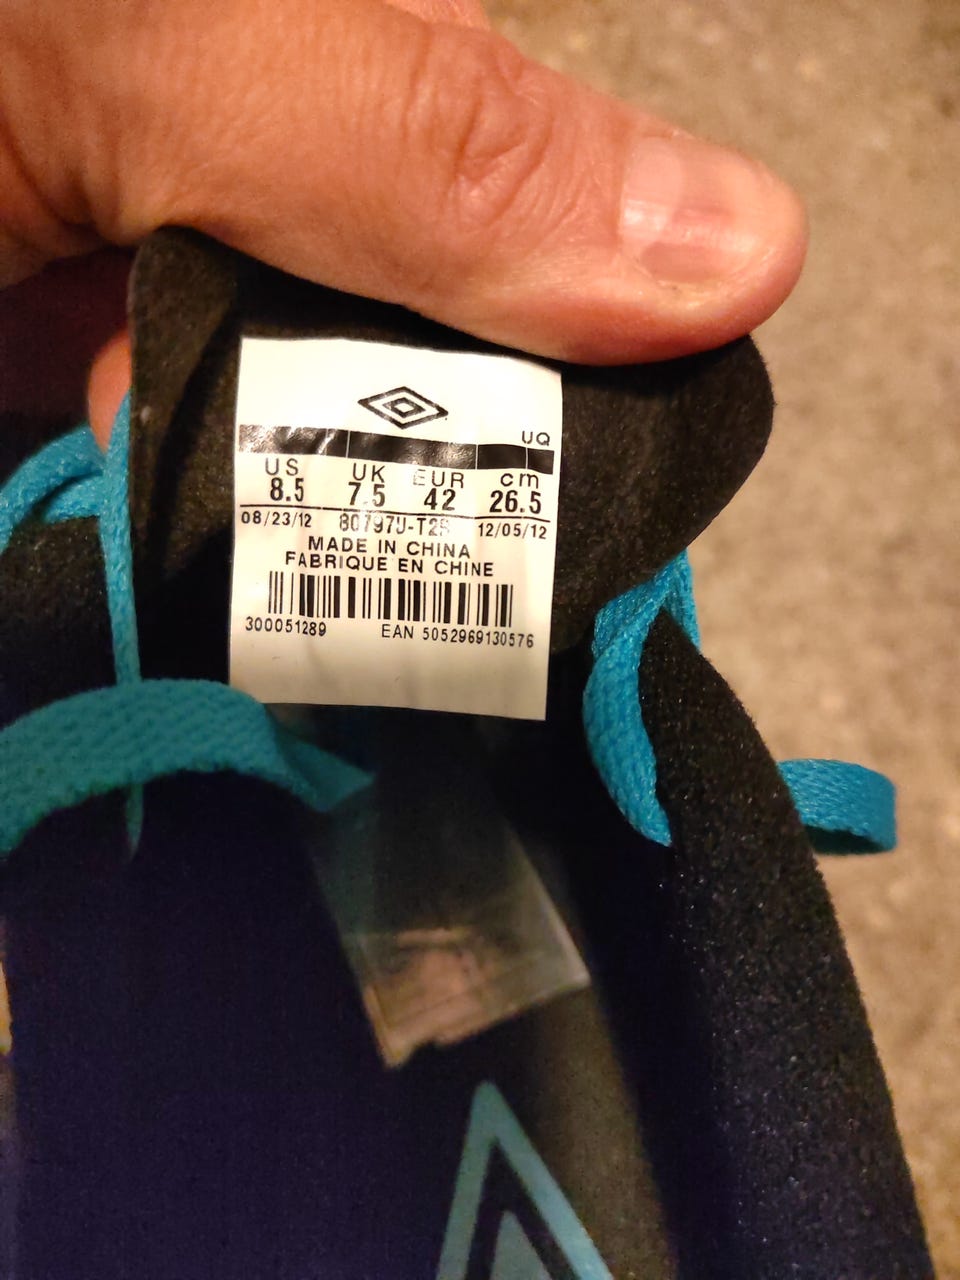 UQ
US UK EUR cm
8.5 7.5 42 26.5
08/23/12 12/05/12
MADE IN CHINA
FABRIQUE EN CHINE
300051289 EAN 5052969130576